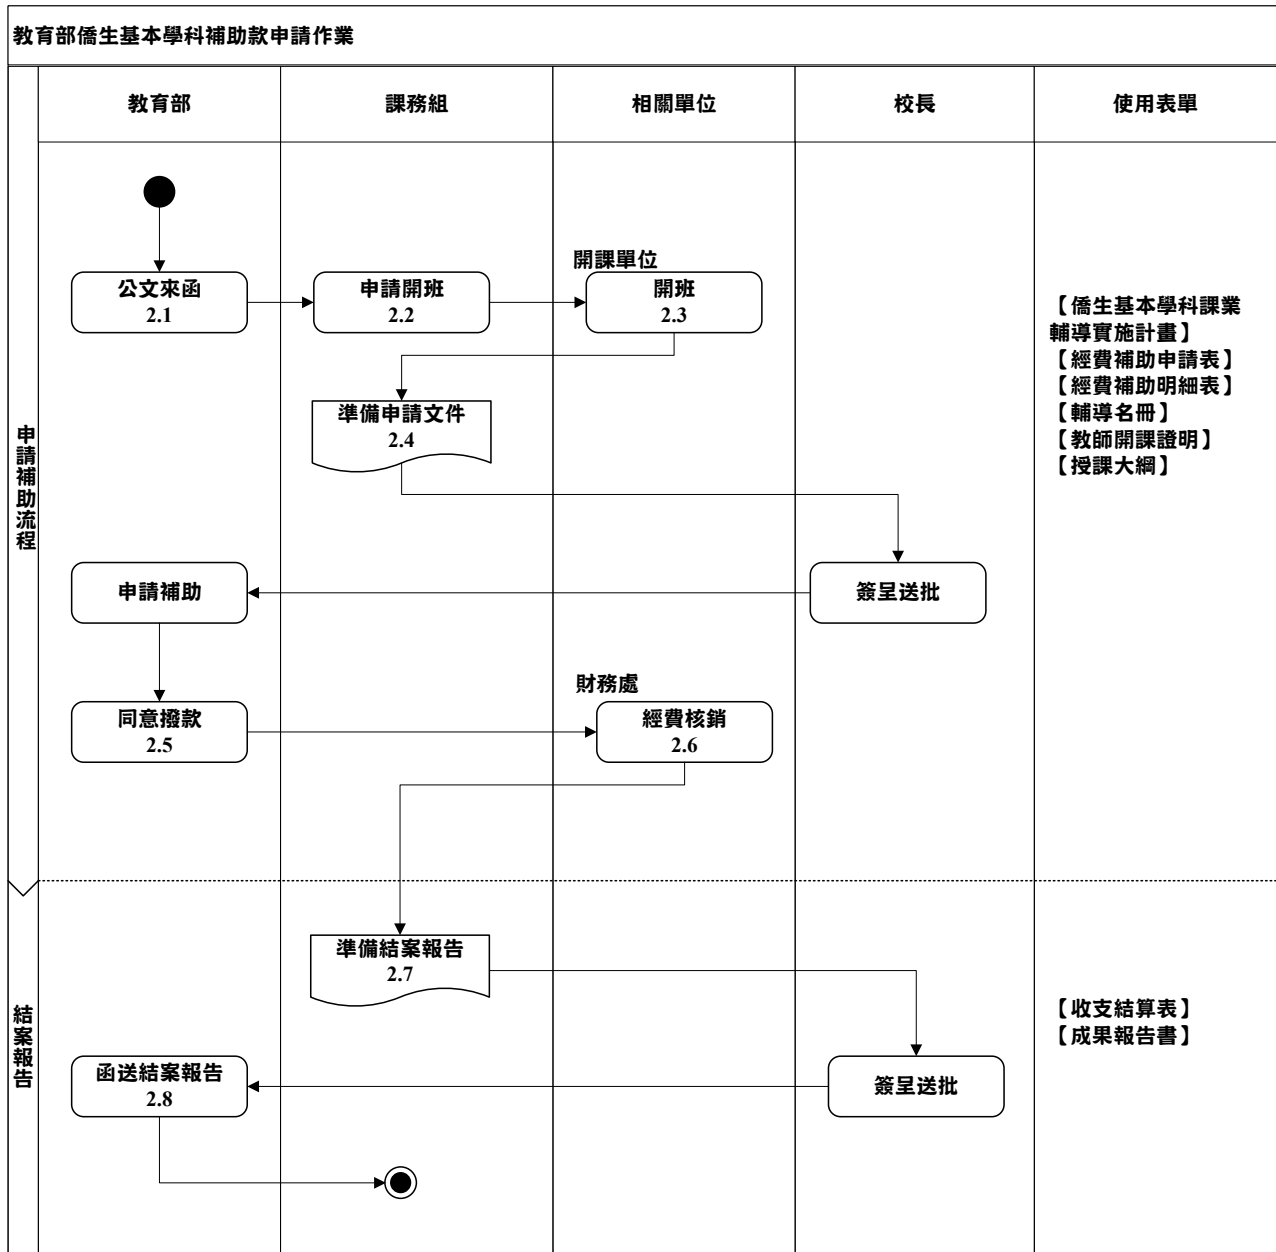 教育部僑生基本學科補助款申請作業
教育部
課務組
相關單位
校長
使用表單
申請補助流程
公文來函
2.1
申請開班
2.2
開課單位
開班
2.3
【僑生基本學科課業
輔導實施計畫】
【經費補助申請表】
【經費補助明細表】
【輔導名冊】
【教師開課證明】
【授課大綱】
準備申請文件
2.4
簽呈送批
申請補助
同意撥款
2.5
財務處
經費核銷
2.6
結案報告
準備結案報告
2.7
【收支結算表】
【成果報告書】
簽呈送批
函送結案報告
2.8